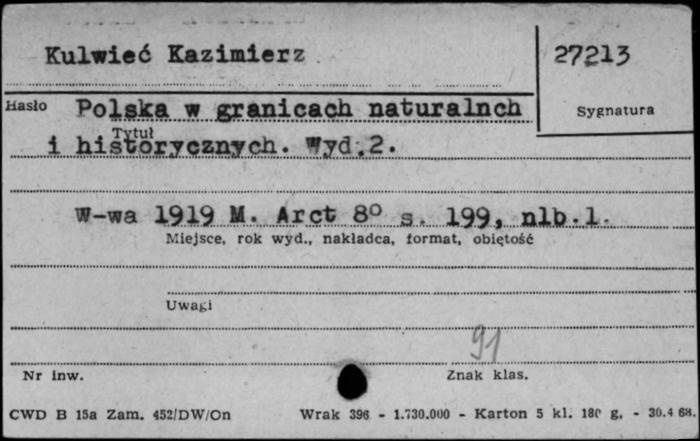 Kulwieć Kazimierz
27213
Hasło Polska w granicach naturalnch
Sygnatura
Tytuł
i historycznych. Wyd.2.
W-wa 1919 M. Arct 8° s. 199, nlb.1.
Miejsce, rok wyd., nakładca, format, obiętość
Uwagi
91
Nr inw.
Znak klas.
CWD B 15a Zam. 452/DW/On Wrak 396 - 1.730.000 - Karton 5 kl. 180 g. - 30.4 68.